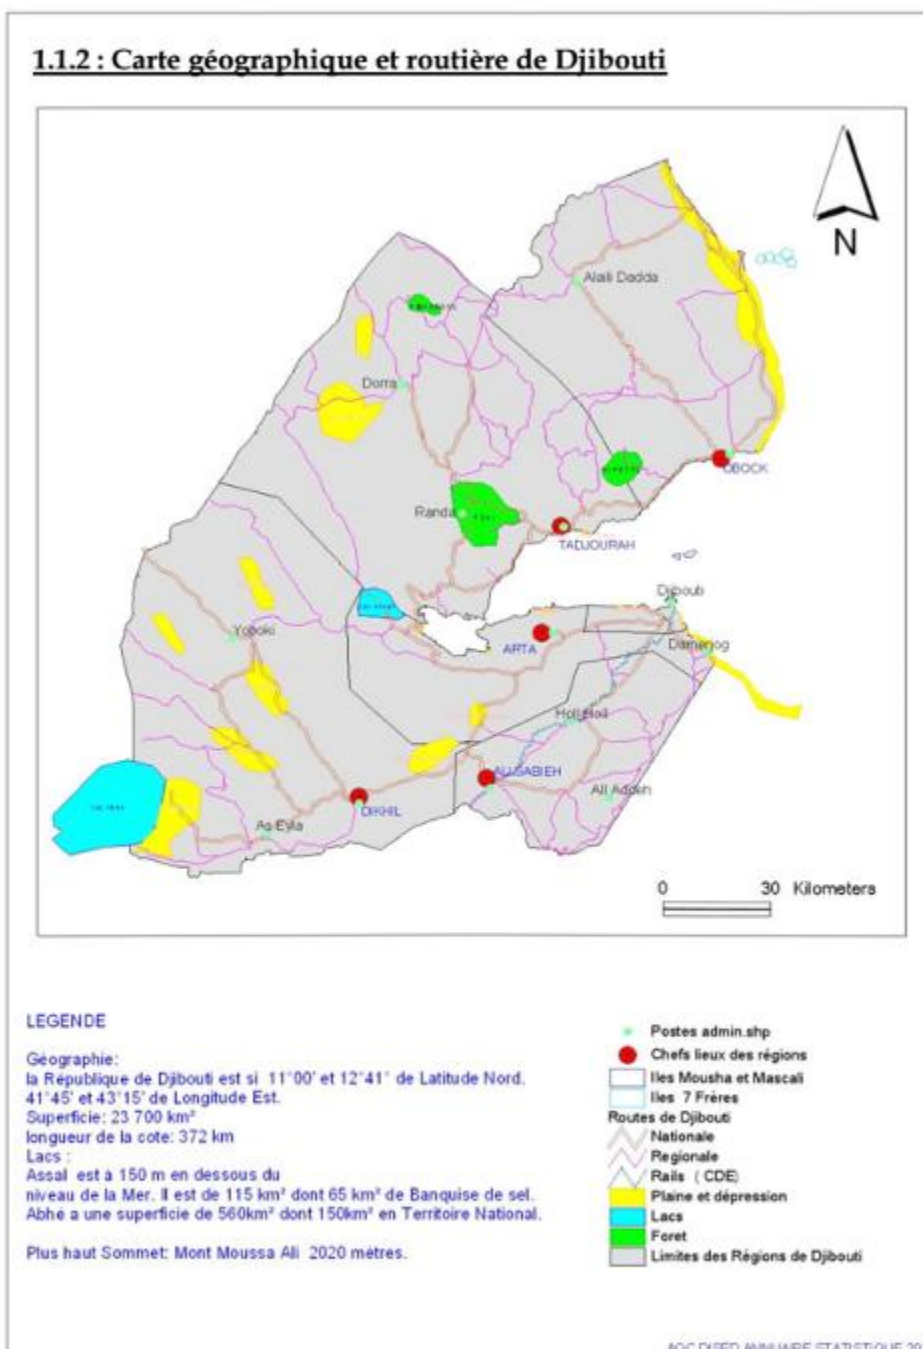 1.1.2 : Carte géographique et routière de Djibouti
N
Alaili Dadda
Dorra
OBOCK
Randa
TADJOURAH
Djibouti
Yoboki
ARTA
Damerjog
Holl Holl
ALI SABIEH
Ali Addeh
DIKHIL
As Eyla
0 30 Kilometers
LEGENDE
Géographie:
la République de Djibouti est si 11°00' et 12°41° de Latitude Nord.
41°45' et 43°15' de Longitude Est.
Superficie: 23 700 km²
longueur de la cote: 372 km
Lacs :
Assal est à 150 m en dessous du
niveau de la Mer. Il est de 115 km² dont 65 km² de Banquise de sel.
Abhé a une superficie de 560km² dont 150km² en Territoire National.
Plus haut Sommet: Mont Moussa Ali 2020 mètres.
Postes admin.shp
Chefs lieux des régions
Iles Mousha et Mascali
Iles 7 Frères
Routes de Djibouti
Nationale
Regionale
Rails ( CDE)
Plaine et dépression
Lacs
Foret
Limites des Régions de Djibouti